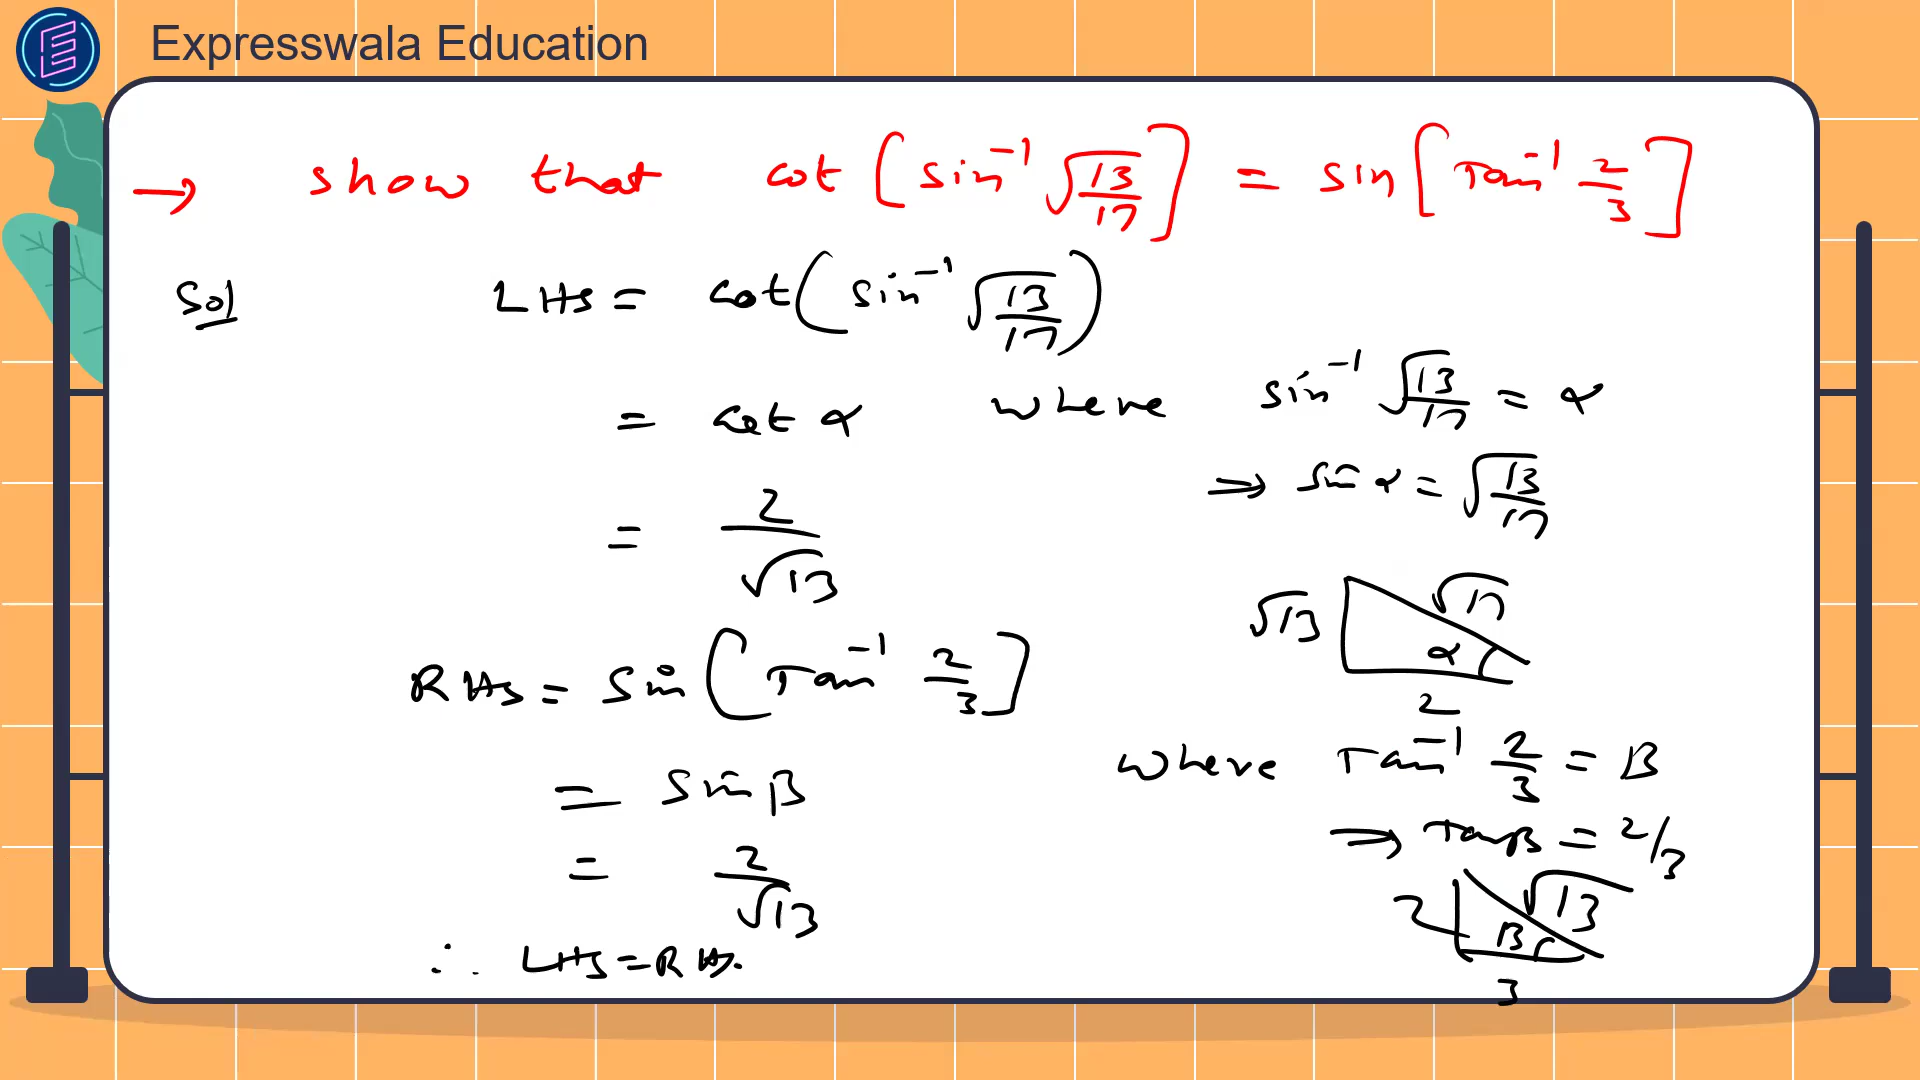 Expresswala Education
→ show that cot [sin⁻¹ √(13/17)] = sin [Tan⁻¹ 2/3]
Sol LHS = cot (sin⁻¹ √(13/17))
= cot α where sin⁻¹ √(13/17) = α
⇒ sin α = √(13/17)
= 2/√13
√13 √17
α
2
RHS = sin [Tan⁻¹ 2/3]
= sin β where Tan⁻¹ 2/3 = β
⇒ Tanβ = 2/3
= 2/√13
2 √13
β
3
∴ LHS = RHS.